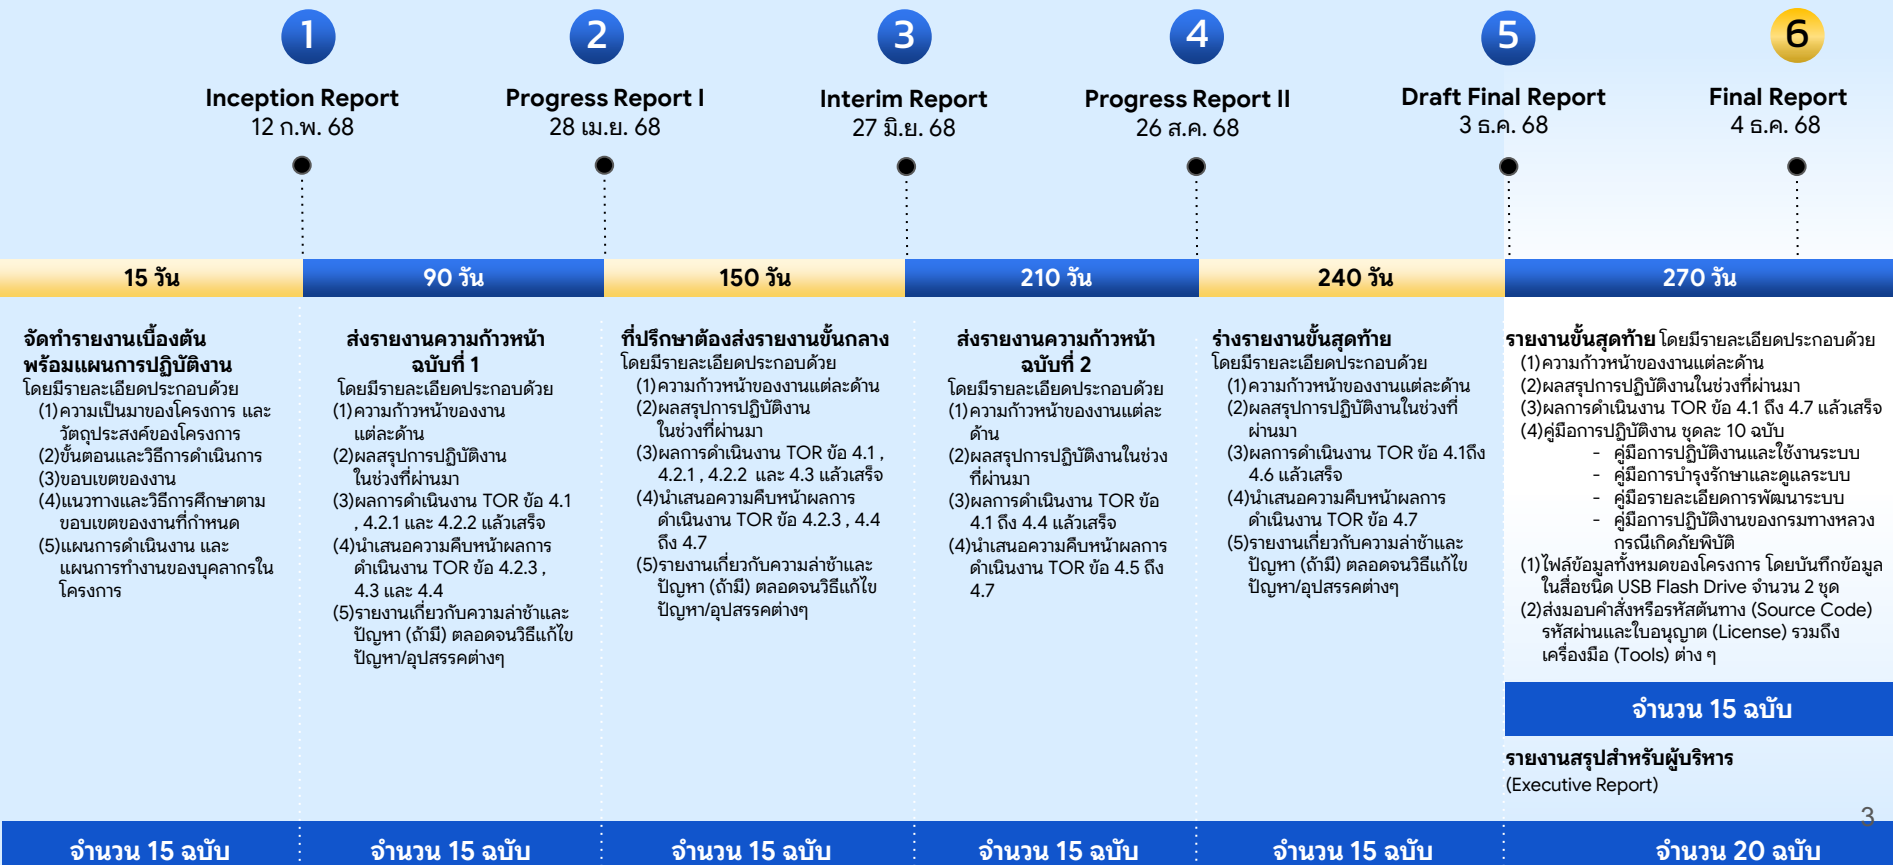 1
Inception Report
12 ก.พ. 68
2
Progress Report I
28 เม.ย. 68
3
Interim Report
27 มิ.ย. 68
4
Progress Report II
26 ส.ค. 68
5
Draft Final Report
3 ธ.ค. 68
6
Final Report
4 ธ.ค. 68
15 วัน
90 วัน
150 วัน
210 วัน
240 วัน
270 วัน
จัดทำรายงานเบื้องต้น
พร้อมแผนการปฏิบัติงาน
โดยมีรายละเอียดประกอบด้วย
(1)ความเป็นมาของโครงการ และ
วัตถุประสงค์ของโครงการ
(2)ขั้นตอนและวิธีการดำเนินการ
(3)ขอบเขตของงาน
(4)แนวทางและวิธีการศึกษาตาม
ขอบเขตของงานที่กำหนด
(5)แผนการดำเนินงาน และ
แผนการทำงานของบุคลากรใน
โครงการ
ส่งรายงานความก้าวหน้า
ฉบับที่ 1
โดยมีรายละเอียดประกอบด้วย
(1)ความก้าวหน้าของงาน
แต่ละด้าน
(2)ผลสรุปการปฏิบัติงาน
ในช่วงที่ผ่านมา
(3)ผลการดำเนินงาน TOR ข้อ 4.1
, 4.2.1 และ 4.2.2 แล้วเสร็จ
(4)นำเสนอความคืบหน้าผลการ
ดำเนินงาน TOR ข้อ 4.2.3 ,
4.3 และ 4.4
(5)รายงานเกี่ยวกับความล่าช้าและ
ปัญหา (ถ้ามี) ตลอดจนวิธีแก้ไข
ปัญหา/อุปสรรคต่างๆ
ที่ปรึกษาต้องส่งรายงานขั้นกลาง
โดยมีรายละเอียดประกอบด้วย
(1)ความก้าวหน้าของงานแต่ละด้าน
(2)ผลสรุปการปฏิบัติงาน
ในช่วงที่ผ่านมา
(3)ผลการดำเนินงาน TOR ข้อ 4.1 ,
4.2.1 , 4.2.2 และ 4.3 แล้วเสร็จ
(4)นำเสนอความคืบหน้าผลการ
ดำเนินงาน TOR ข้อ 4.2.3 , 4.4
ถึง 4.7
(5)รายงานเกี่ยวกับความล่าช้าและ
ปัญหา (ถ้ามี) ตลอดจนวิธีแก้ไข
ปัญหา/อุปสรรคต่างๆ
ส่งรายงานความก้าวหน้า
ฉบับที่ 2
โดยมีรายละเอียดประกอบด้วย
(1)ความก้าวหน้าของงานแต่ละ
ด้าน
(2)ผลสรุปการปฏิบัติงานในช่วง
ที่ผ่านมา
(3)ผลการดำเนินงาน TOR ข้อ
4.1 ถึง 4.4 แล้วเสร็จ
(4)นำเสนอความคืบหน้าผลการ
ดำเนินงาน TOR ข้อ 4.5 ถึง
4.7
ร่างรายงานขั้นสุดท้าย
โดยมีรายละเอียดประกอบด้วย
(1)ความก้าวหน้าของงานแต่ละด้าน
(2)ผลสรุปการปฏิบัติงานในช่วงที่
ผ่านมา
(3)ผลการดำเนินงาน TOR ข้อ 4.1ถึง
4.6 แล้วเสร็จ
(4)นำเสนอความคืบหน้าผลการ
ดำเนินงาน TOR ข้อ 4.7
(5)รายงานเกี่ยวกับความล่าช้าและ
ปัญหา (ถ้ามี) ตลอดจนวิธีแก้ไข
ปัญหา/อุปสรรคต่างๆ
รายงานขั้นสุดท้าย โดยมีรายละเอียดประกอบด้วย
(1)ความก้าวหน้าของงานแต่ละด้าน
(2)ผลสรุปการปฏิบัติงานในช่วงที่ผ่านมา
(3)ผลการดำเนินงาน TOR ข้อ 4.1 ถึง 4.7 แล้วเสร็จ
(4)คู่มือการปฏิบัติงาน ชุดละ 10 ฉบับ
- คู่มือการปฏิบัติงานและใช้งานระบบ
- คู่มือการบำรุงรักษาและดูแลระบบ
- คู่มือรายละเอียดการพัฒนาระบบ
- คู่มือการปฏิบัติงานของกรมทางหลวง
กรณีเกิดภัยพิบัติ
(1)ไฟล์ข้อมูลทั้งหมดของโครงการ โดยบันทึกข้อมูล
ในสื่อชนิด USB Flash Drive จำนวน 2 ชุด
(2)ส่งมอบคำสั่งหรือรหัสต้นทาง (Source Code)
รหัสผ่านและใบอนุญาต (License) รวมถึง
เครื่องมือ (Tools) ต่าง ๆ
จำนวน 15 ฉบับ
รายงานสรุปสำหรับผู้บริหาร
(Executive Report)
3
จำนวน 15 ฉบับ
จำนวน 15 ฉบับ
จำนวน 15 ฉบับ
จำนวน 15 ฉบับ
จำนวน 15 ฉบับ
จำนวน 20 ฉบับ